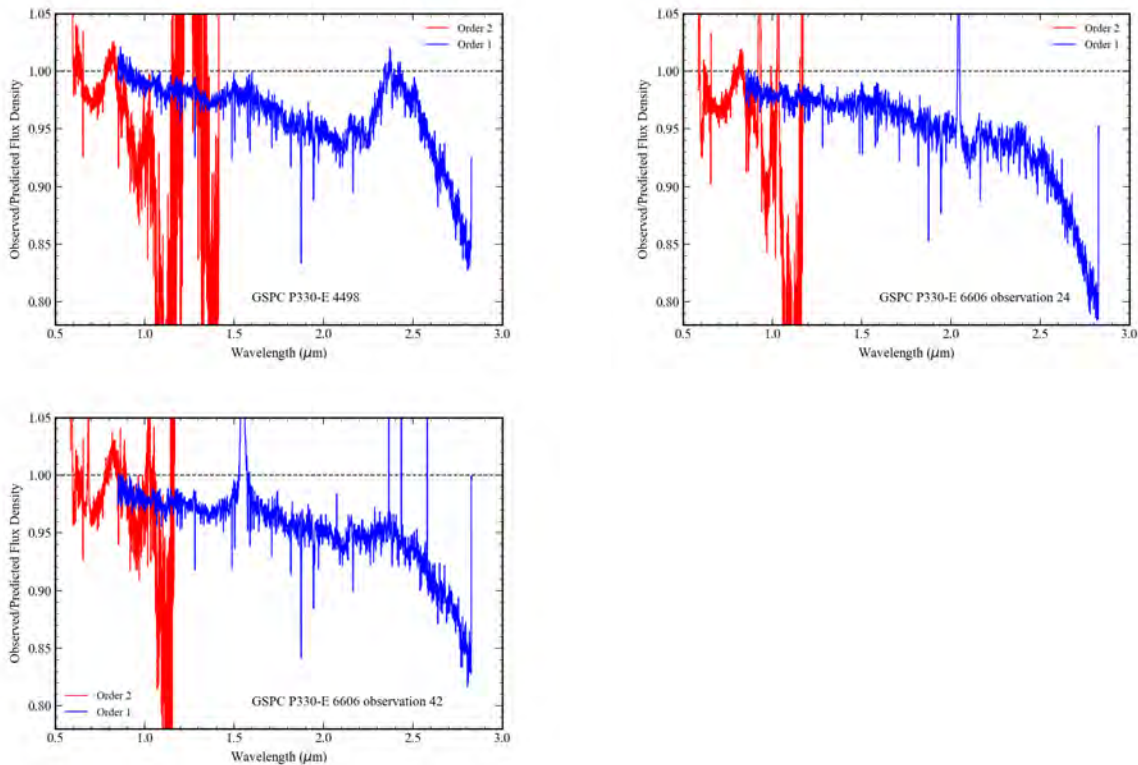 1.05
1.00
0.95
0.90
0.85
0.80
Observed/Predicted Flux Density
Order 2
Order 1
GSPC P330-E 4498
0.5 1.0 1.5 2.0 2.5 3.0
Wavelength (μm)
1.05
1.00
0.95
0.90
0.85
0.80
Observed/Predicted Flux Density
Order 2
Order 1
GSPC P330-E 6606 observation 24
0.5 1.0 1.5 2.0 2.5 3.0
Wavelength (μm)
1.05
1.00
0.95
0.90
0.85
0.80
Observed/Predicted Flux Density
Order 2
Order 1
GSPC P330-E 6606 observation 42
0.5 1.0 1.5 2.0 2.5 3.0
Wavelength (μm)